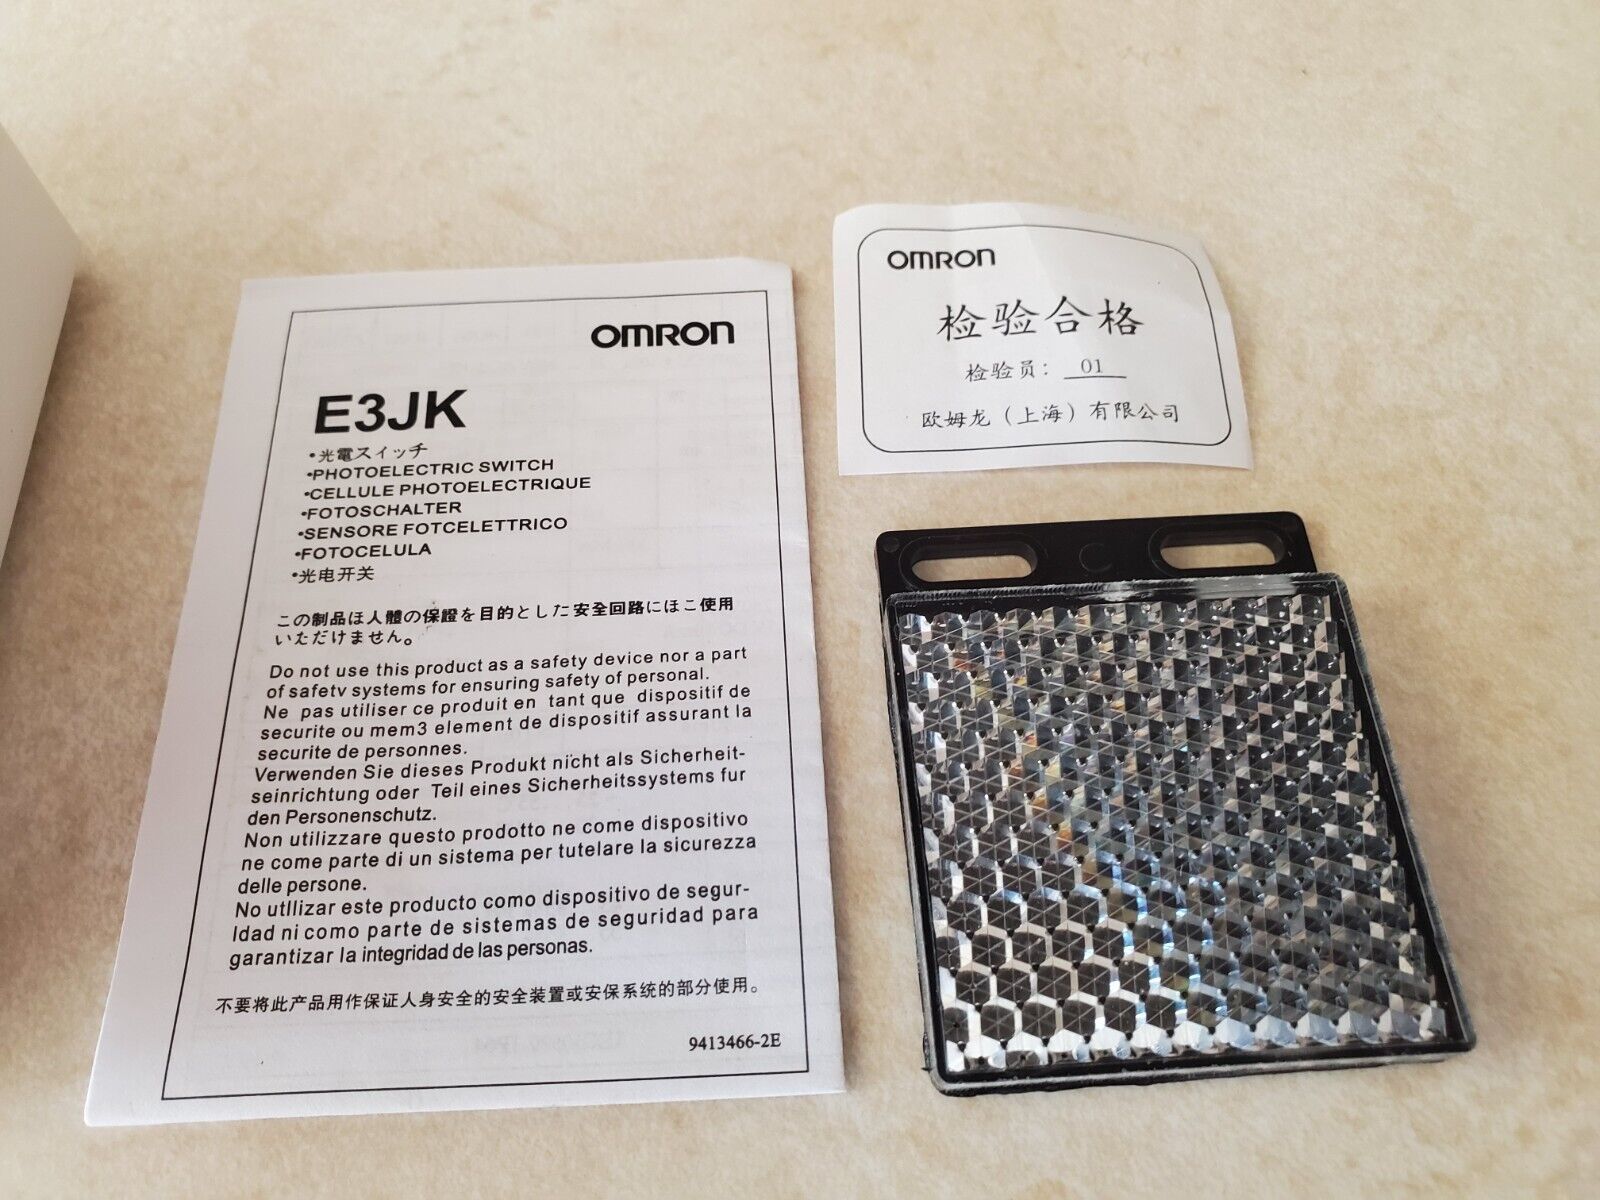 OMRON
E3JK
•光電スイッチ
•PHOTOELECTRIC SWITCH
•CELLULE PHOTOELECTRIQUE
•FOTOSCHALTER
•SENSORE FOTCELETTRICO
•FOTOCELULA
•光电开关
この制品ほ人體の保證を目的とした安全回路にほこ使用
いただけません。
Do not use this product as a safety device nor a part
of safetv systems for ensuring safety of personal.
Ne pas utiliser ce produit en tant que dispositif de
securite ou mem3 element de dispositif assurant la
securite de personnes.
Verwenden Sie dieses Produkt nicht als Sicherheit-
seinrichtung oder Teil eines Sicherheitssystems fur
den Personenschutz.
Non utilizzare questo prodotto ne come dispositivo
ne come parte di un sistema per tutelare la sicurezza
delle persone.
No utllizar este producto como dispositivo de segur-
ldad ni como parte de sistemas de seguridad para
garantizar la integridad de las personas.
不要将此产品用作保证人身安全的安全装置或安保系统的部分使用。
9413466-2E
OMRON
检验合格
检验员: 01
欧姆龙（上海）有限公司